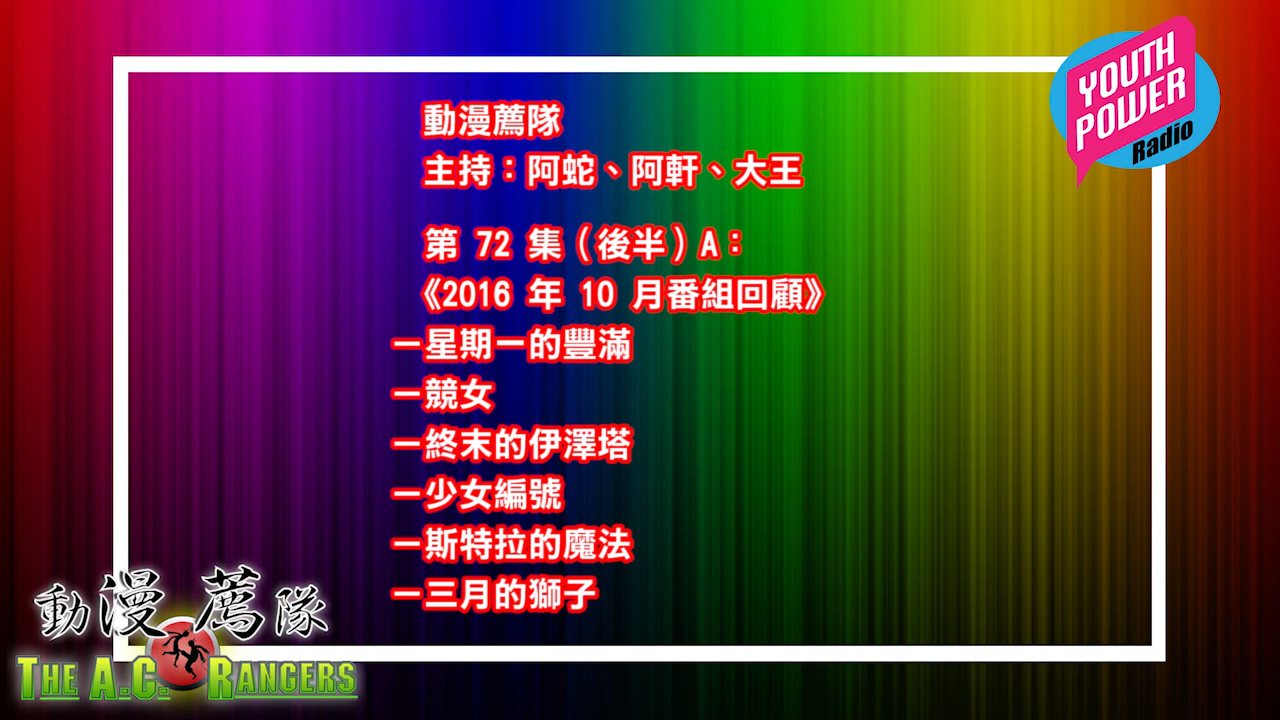 動漫薦隊
主持：阿蛇、阿軒、大王
第 72 集（後半）A：
《2016 年 10 月番組回顧》
－星期一的豐滿
－競女
－終末的伊澤塔
－少女編號
－斯特拉的魔法
－三月的獅子
YOUTH
POWER
Radio
動漫薦隊
THE A.C. RANGERS